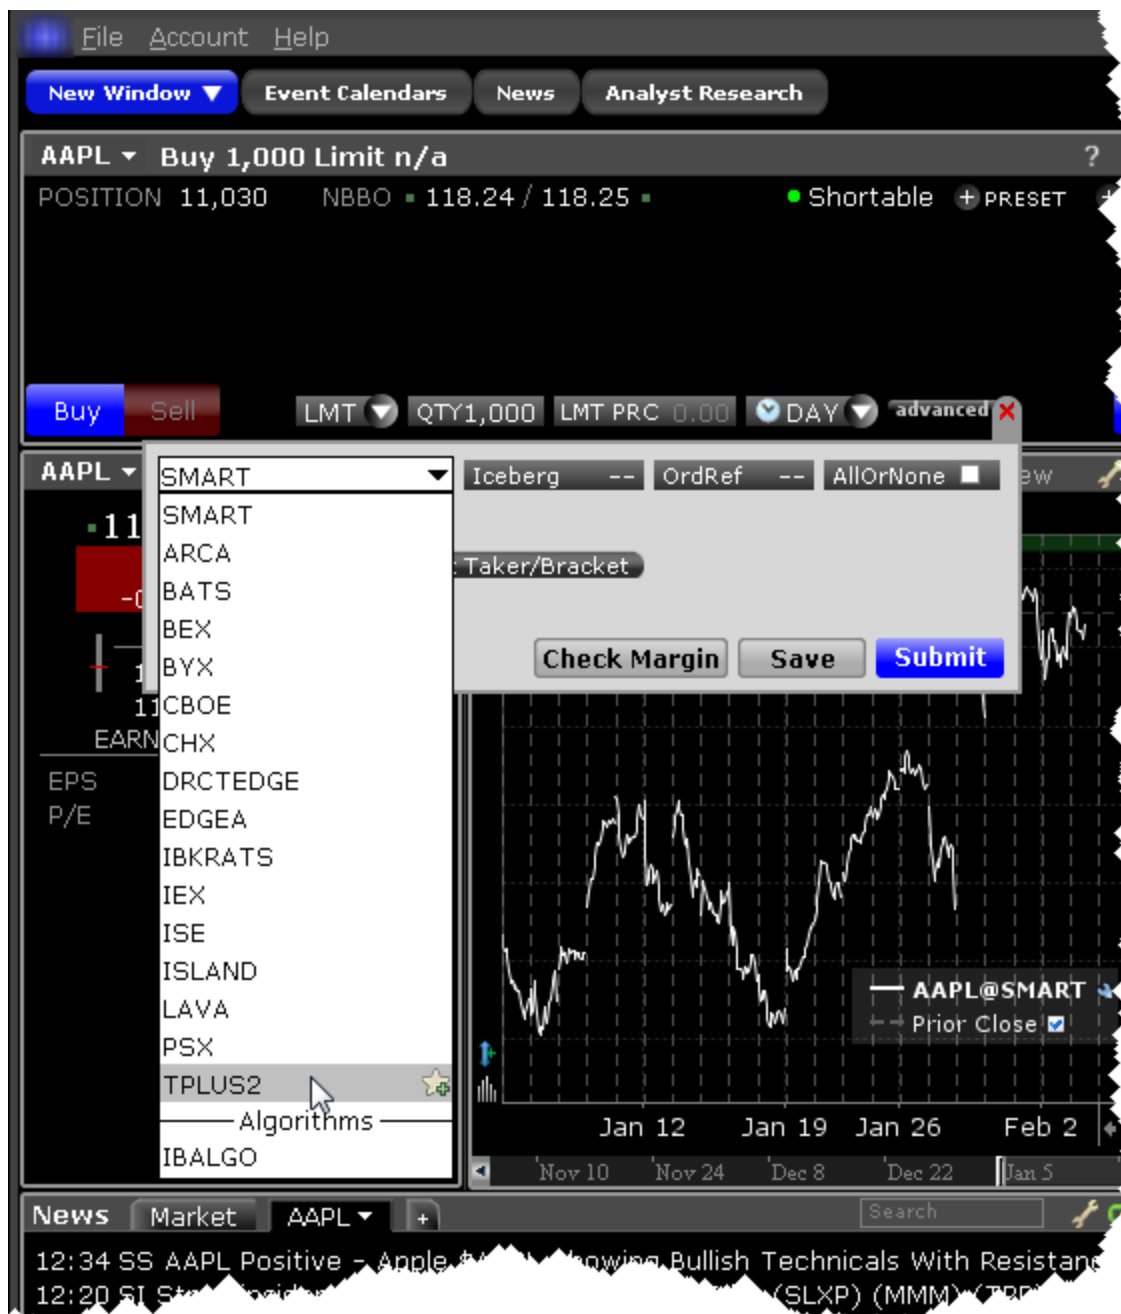 File Account Help
New Window Event Calendars News Analyst Research
AAPL Buy 1,000 Limit n/a ?
POSITION 11,030 NBBO 118.24 / 118.25 Shortable + PRESET
Buy Sell LMT QTY1,000 LMT PRC 0.00 DAY advanced
AAPL
SMART Iceberg -- OrdRef -- AllOrNone
SMART
ARCA
Taker/Bracket
BATS
BEX
BYX
Check Margin Save Submit
CBOE
CHX
DRCTEDGE
EDGEA
IBKRATS
IEX
ISE
ISLAND
LAVA
PSX
TPLUS2
Algorithms
IBALGO
EPS
P/E
AAPL@SMART
Prior Close
Jan 12 Jan 19 Jan 26 Feb 2
Nov 10 Nov 24 Dec 8 Dec 22 Jan 5
News Market AAPL + Search
12:34 SS AAPL Positive - Apple Bullish Technicals With
12:20 SI (SLXP) (MMM)